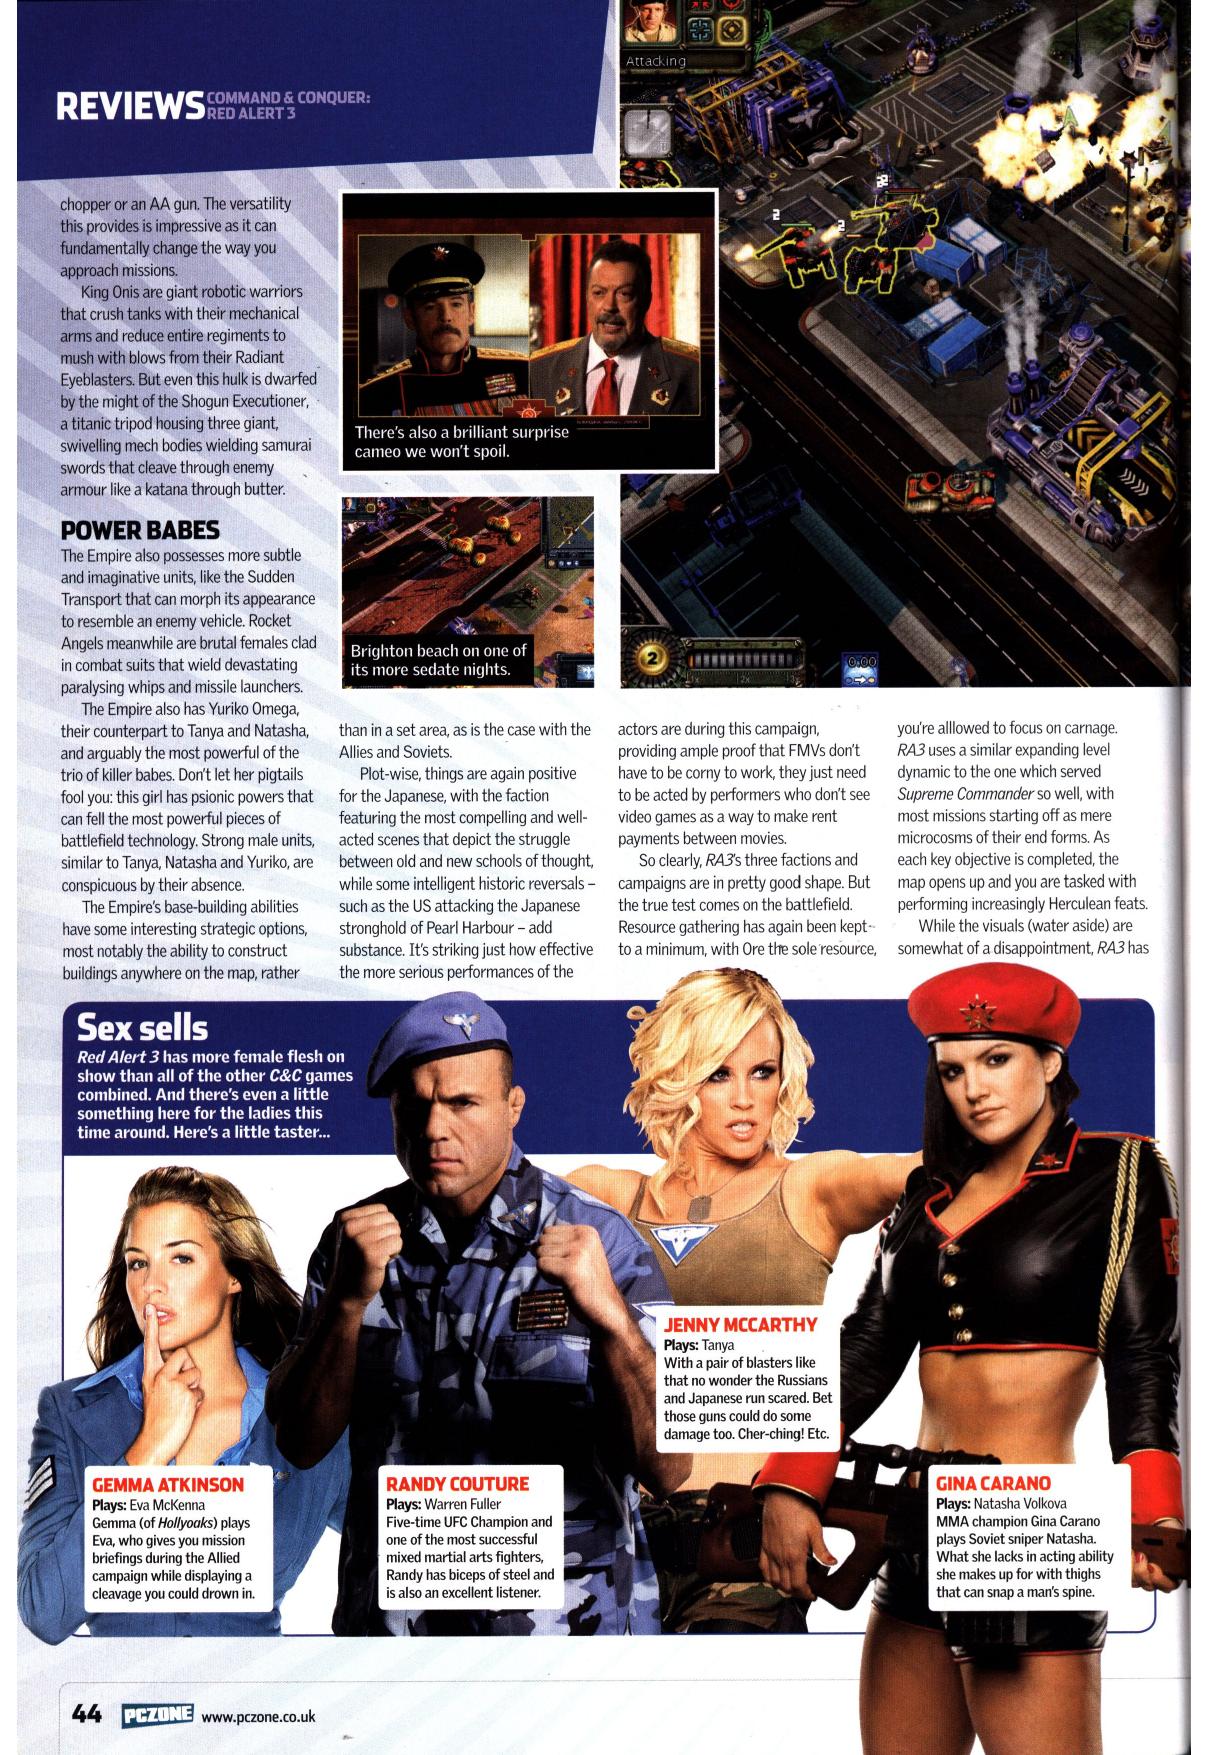 REVIEWS
COMMAND & CONQUER:
RED ALERT 3
chopper or an AA gun. The versatility
this provides is impressive as it can
fundamentally change the way you
approach missions.
King Onis are giant robotic warriors
that crush tanks with their mechanical
arms and reduce entire regiments to
mush with blows from their Radiant
Eyeblasters. But even this hulk is dwarfed
by the might of the Shogun Executioner,
a titanic tripod housing three giant,
swivelling mech bodies wielding samurai
swords that cleave through enemy
armour like a katana through butter.
POWER BABES
The Empire also possesses more subtle
and imaginative units, like the Sudden
Transport that can morph its appearance
to resemble an enemy vehicle. Rocket
Angels meanwhile are brutal females clad
in combat suits that wield devastating
paralysing whips and missile launchers.
The Empire also has Yuriko Omega,
their counterpart to Tanya and Natasha,
and arguably the most powerful of the
trio of killer babes. Don't let her pigtails
fool you: this girl has psionic powers that
can fell the most powerful pieces of
battlefield technology. Strong male units,
similar to Tanya, Natasha and Yuriko, are
conspicuous by their absence.
The Empire's base-building abilities
have some interesting strategic options,
most notably the ability to construct
buildings anywhere on the map, rather
There's also a brilliant surprise
cameo we won't spoil.
Brighton beach on one of
its more sedate nights.
Attacking
2
2
22
2
1x
2x
3
0:00
than in a set area, as is the case with the
Allies and Soviets.
Plot-wise, things are again positive
for the Japanese, with the faction
featuring the most compelling and well-
acted scenes that depict the struggle
between old and new schools of thought,
while some intelligent historic reversals –
such as the US attacking the Japanese
stronghold of Pearl Harbour – add
substance. It's striking just how effective
the more serious performances of the
actors are during this campaign,
providing ample proof that FMVs don't
have to be corny to work, they just need
to be acted by performers who don't see
video games as a way to make rent
payments between movies.
So clearly, RA3's three factions and
campaigns are in pretty good shape. But
the true test comes on the battlefield.
Resource gathering has again been kept
to a minimum, with Ore the sole resource,
you're alllowed to focus on carnage.
RA3 uses a similar expanding level
dynamic to the one which served
Supreme Commander so well, with
most missions starting off as mere
microcosms of their end forms. As
each key objective is completed, the
map opens up and you are tasked with
performing increasingly Herculean feats.
While the visuals (water aside) are
somewhat of a disappointment, RA3 has
Sex sells
Red Alert 3 has more female flesh on
show than all of the other C&C games
combined. And there's even a little
something here for the ladies this
time around. Here's a little taster...
GEMMA ATKINSON
Plays: Eva McKenna
Gemma (of Hollyoaks) plays
Eva, who gives you mission
briefings during the Allied
campaign while displaying a
cleavage you could drown in.
RANDY COUTURE
Plays: Warren Fuller
Five-time UFC Champion and
one of the most successful
mixed martial arts fighters,
Randy has biceps of steel and
is also an excellent listener.
JENNY MCCARTHY
Plays: Tanya
With a pair of blasters like
that no wonder the Russians
and Japanese run scared. Bet
those guns could do some
damage too. Cher-ching! Etc.
GINA CARANO
Plays: Natasha Volkova
MMA champion Gina Carano
plays Soviet sniper Natasha.
What she lacks in acting ability
she makes up for with thighs
that can snap a man's spine.
44
PCZONE
www.pczone.co.uk